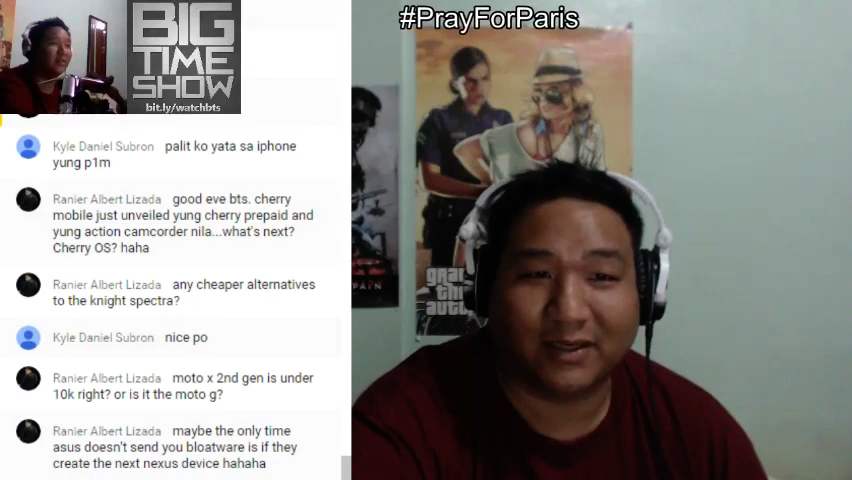 #PrayForParis
BIG
TIME
SHOW
bit.ly/watchbts
Kyle Daniel Subron palit ko yata sa iphone
yung p1m
Ranier Albert Lizada good eve bts. cherry
mobile just unveiled yung cherry prepaid and
yung action camcorder nila...what's next?
Cherry OS? haha
Ranier Albert Lizada any cheaper alternatives
to the knight spectra?
Kyle Daniel Subron nice po
Ranier Albert Lizada moto x 2nd gen is under
10k right? or is it the moto g?
Ranier Albert Lizada maybe the only time
asus doesn't send you bloatware is if they
create the next nexus device hahaha
PAIN
gran
thi
auto